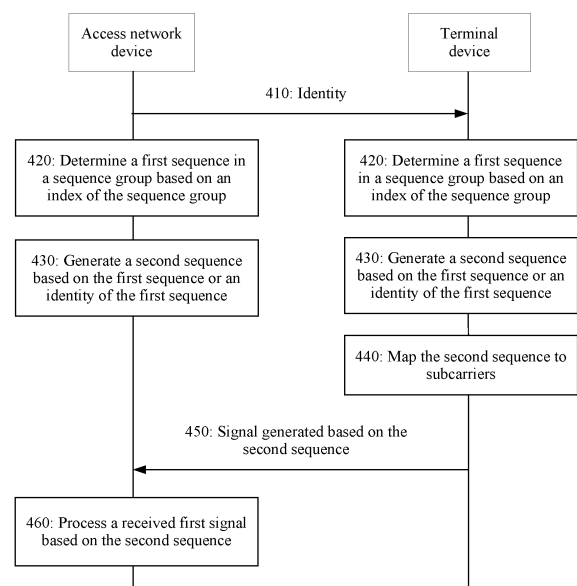 Access network
device
Terminal
device
410: Identity
420: Determine a first sequence in
a sequence group based on an
index of the sequence group
420: Determine a first sequence
in a sequence group based on an
index of the sequence group
430: Generate a second sequence
based on the first sequence or an
identity of the first sequence
430: Generate a second sequence
based on the first sequence or an
identity of the first sequence
440: Map the second sequence to
subcarriers
450: Signal generated based on the
second sequence
460: Process a received first signal
based on the second sequence